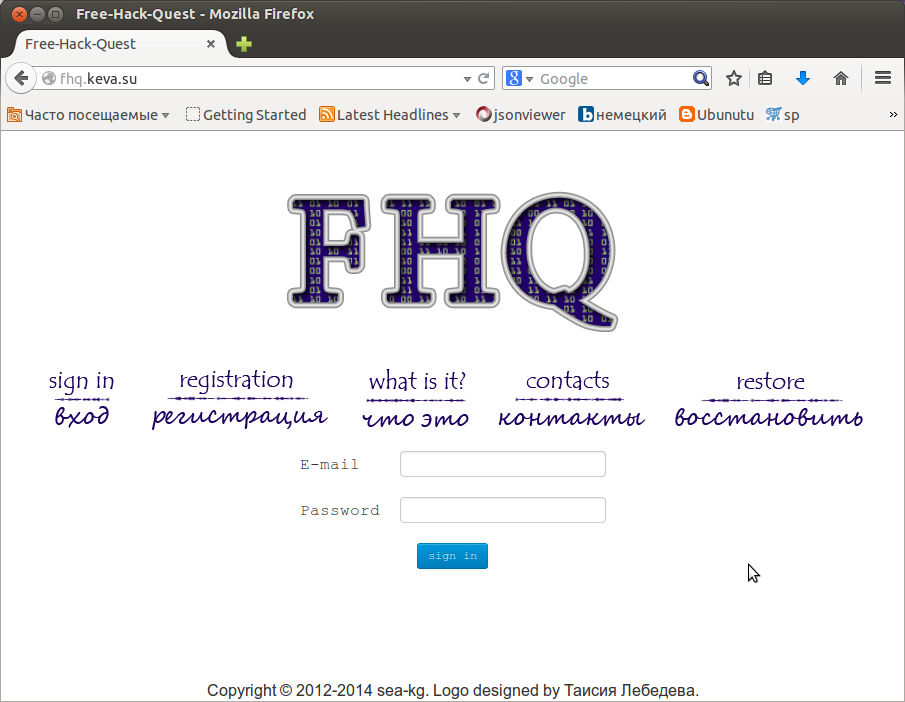 Free-Hack-Quest - Mozilla Firefox
Free-Hack-Quest
fhq.keva.su
Google
Часто посещаемые
Getting Started
Latest Headlines
jsonviewer
немецкий
Ubunutu
sp
FHQ
sign in
вход
registration
регистрация
what is it?
что это
contacts
контакты
restore
восстановить
E-mail
Password
sign in
Copyright © 2012-2014 sea-kg. Logo designed by Таисия Лебедева.